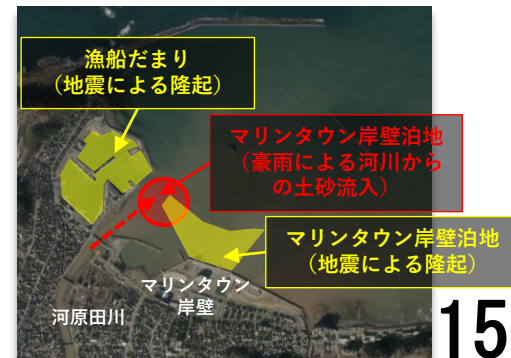 漁船だまり
（地震による隆起）
マリンタウン岸壁泊地
（豪雨による河川から
の土砂流入）
マリンタウン岸壁泊地
（地震による隆起）
マリンタウン
岸壁
河原田川
15